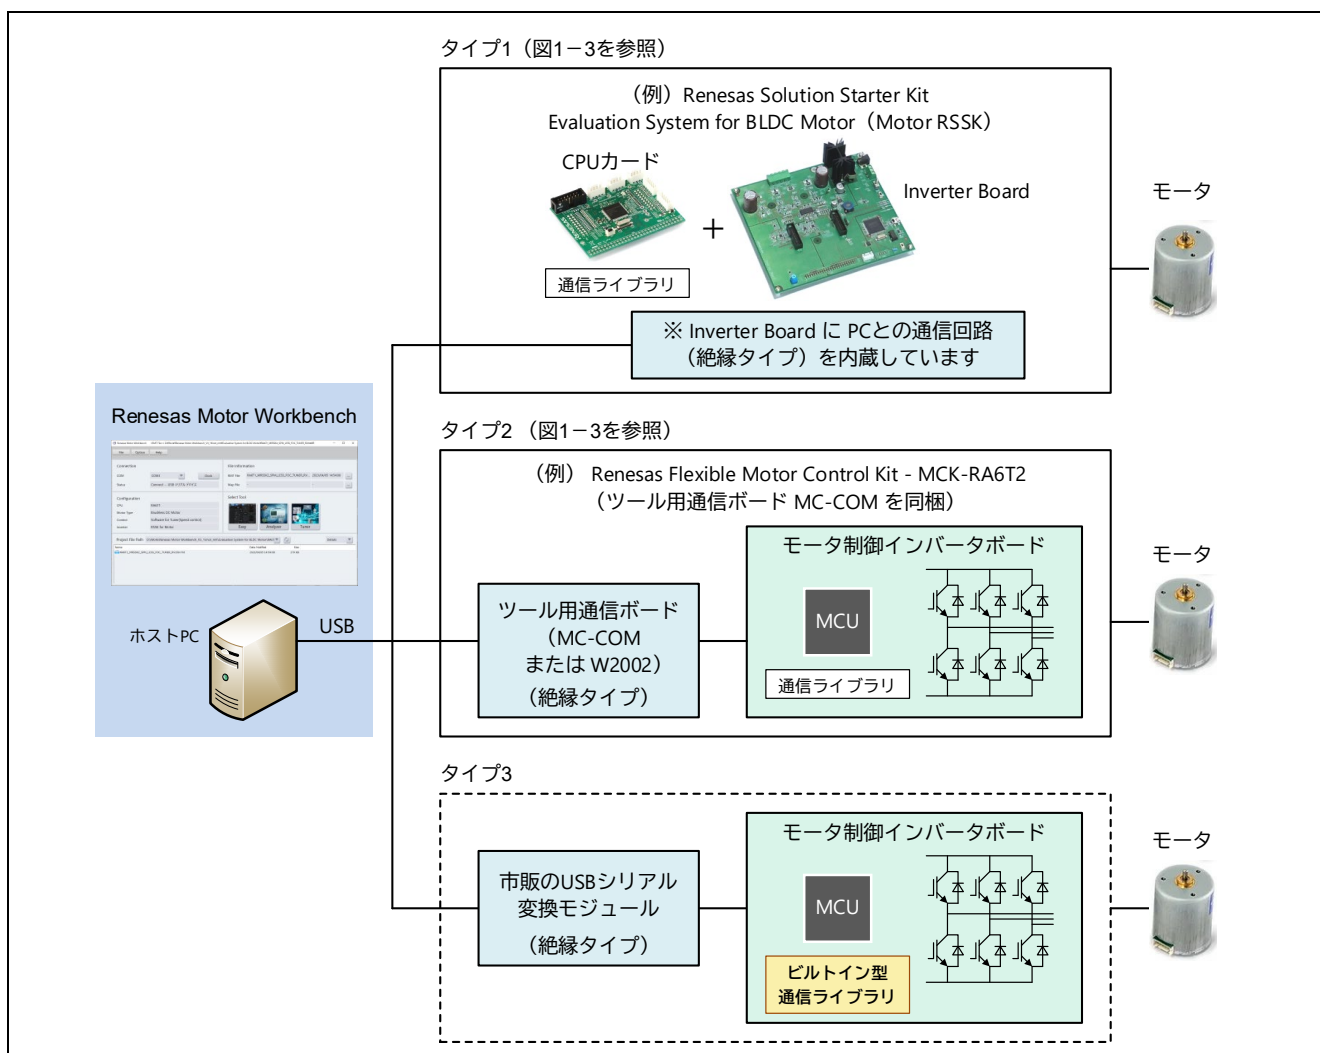 タイプ1（図1－3を参照）
（例）Renesas Solution Starter Kit
Evaluation System for BLDC Motor（Motor RSSK）
CPUカード
Inverter Board
＋
通信ライブラリ
※ Inverter Board に PCとの通信回路
（絶縁タイプ）を内蔵しています
モータ
Renesas Motor Workbench
ホストPC
USB
タイプ2 （図1－3を参照）
（例） Renesas Flexible Motor Control Kit - MCK-RA6T2
（ツール用通信ボード MC-COM を同梱）
ツール用通信ボード
（MC-COM
または W2002）
（絶縁タイプ）
モータ制御インバータボード
MCU
通信ライブラリ
モータ
タイプ3
市販のUSBシリアル
変換モジュール
（絶縁タイプ）
モータ制御インバータボード
MCU
ビルトイン型
通信ライブラリ
モータ